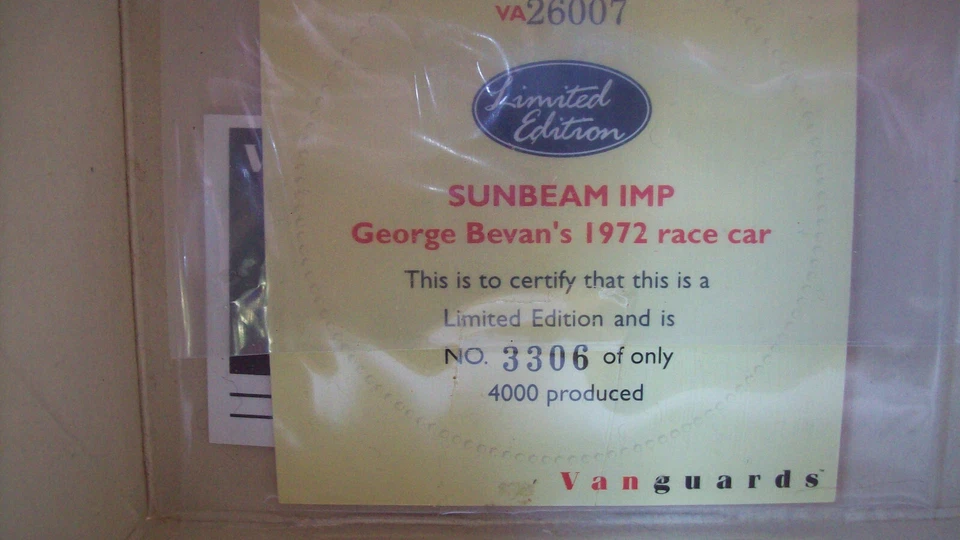 VA26007
Limited
Edition
SUNBEAM IMP
George Bevan's 1972 race car
This is to certify that this is a
Limited Edition and is
NO. 3306 of only
4000 produced
Vanguards™